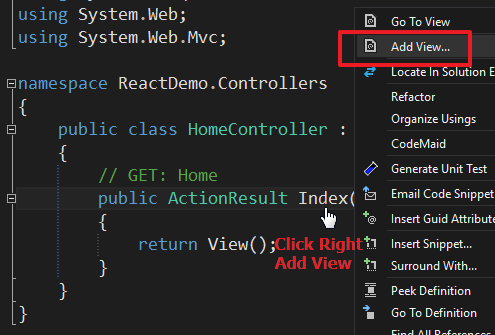 using System.Web;
using System.Web.Mvc;
namespace ReactDemo.Controllers
{
public class HomeController :
{
// GET: Home
public ActionResult Index(
{
return View();
}
}
}
Click Right
Add View
Go To View
Add View...
Locate In Solution E
Refactor
Organize Usings
CodeMaid
Generate Unit Test
Email Code Snippet
Insert Guid Attribute
Insert Snippet...
Surround With...
Peek Definition
Go To Definition
Find All References